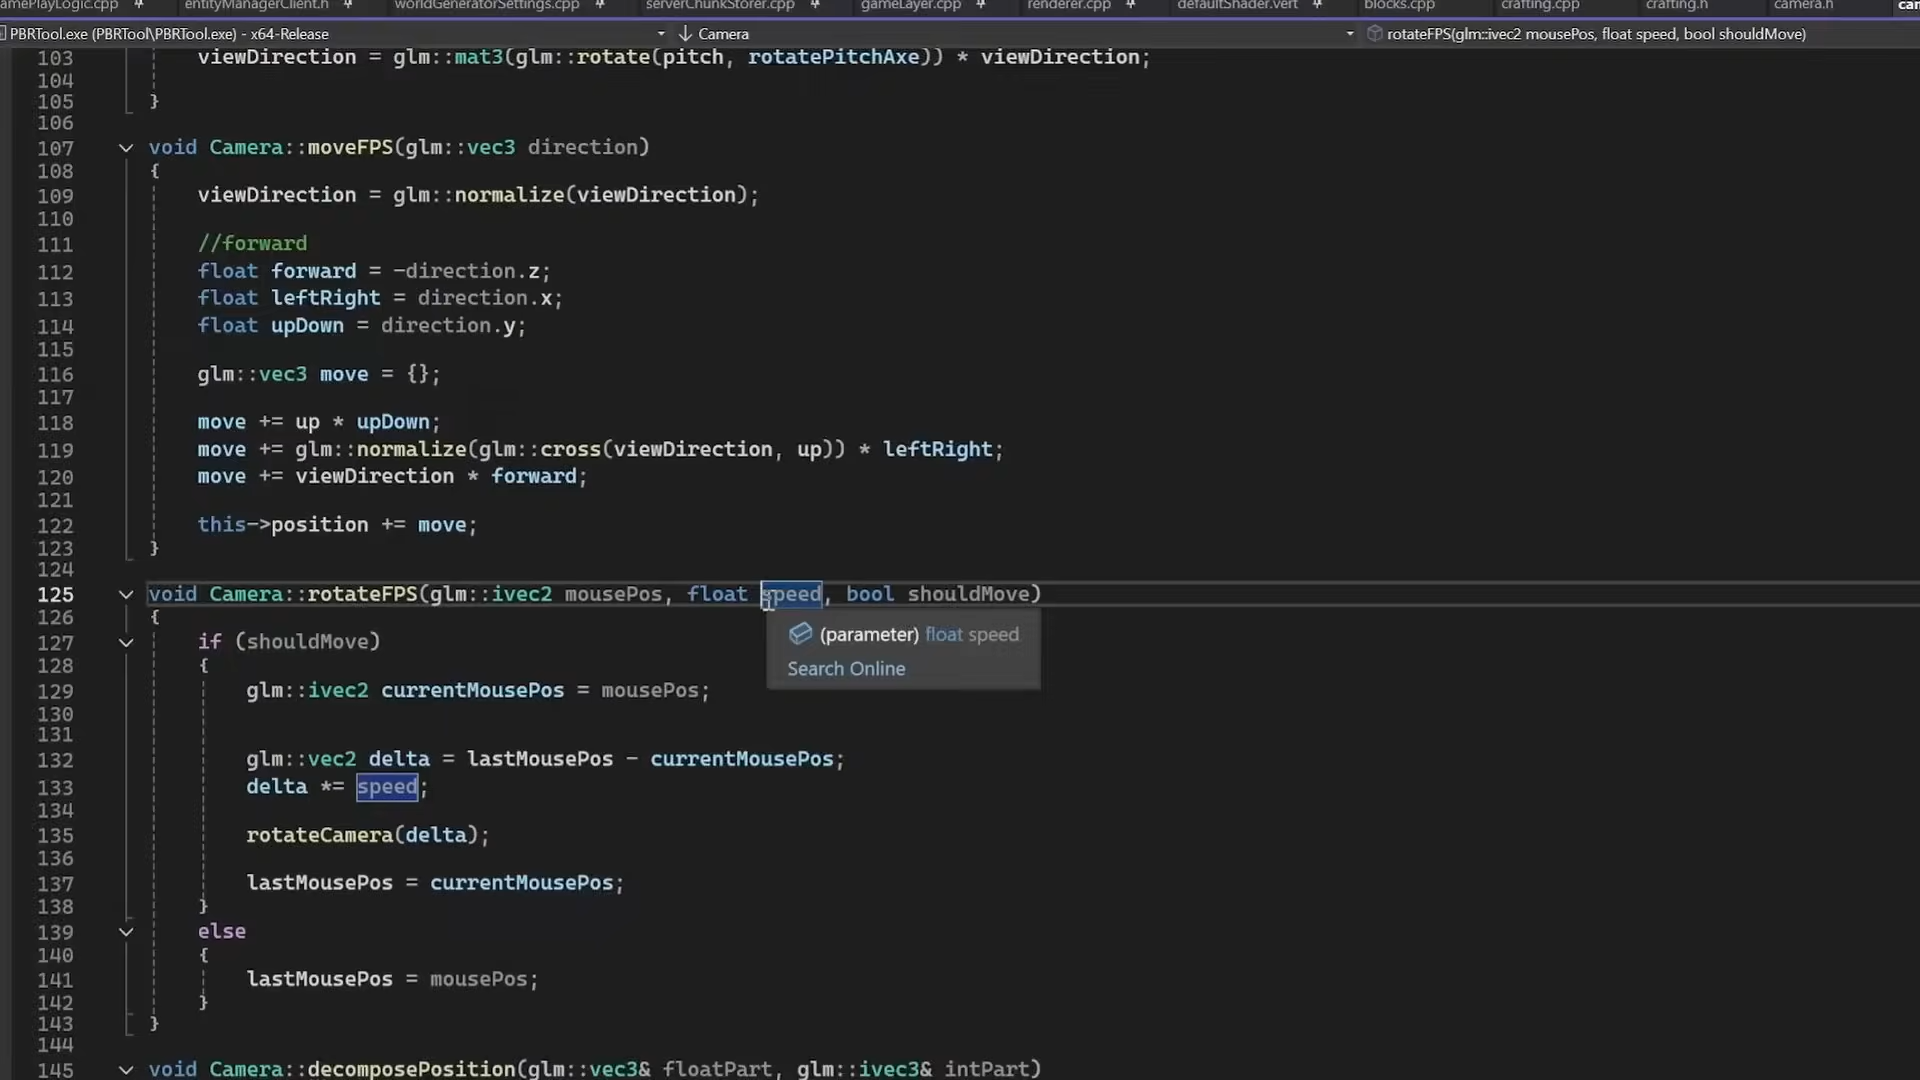 amePlayLogic.cpp entityManagerClient.h worldGeneratorSettings.cpp serverChunkStorer.cpp gameLayer.cpp renderer.cpp defaultShader.vert blocks.cpp crafting.cpp crafting.h camera.h cam
PBRTool.exe (PBRTool\PBRTool.exe) - x64-Release Camera rotateFPS(glm::ivec2 mousePos, float speed, bool shouldMove)
103 viewDirection = glm::mat3(glm::rotate(pitch, rotatePitchAxe)) * viewDirection;
104
105 }
106
107 void Camera::moveFPS(glm::vec3 direction)
108 {
109 viewDirection = glm::normalize(viewDirection);
110
111 //forward
112 float forward = -direction.z;
113 float leftRight = direction.x;
114 float upDown = direction.y;
115
116 glm::vec3 move = {};
117
118 move += up * upDown;
119 move += glm::normalize(glm::cross(viewDirection, up)) * leftRight;
120 move += viewDirection * forward;
121
122 this->position += move;
123 }
124
125 void Camera::rotateFPS(glm::ivec2 mousePos, float speed, bool shouldMove)
126 {
(parameter) float speed
127 if (shouldMove)
128 {
Search Online
129 glm::ivec2 currentMousePos = mousePos;
130
131
132 glm::vec2 delta = lastMousePos - currentMousePos;
133 delta *= speed;
134
135 rotateCamera(delta);
136
137 lastMousePos = currentMousePos;
138 }
139 else
140 {
141 lastMousePos = mousePos;
142 }
143 }
144
145 void Camera::decomposePosition(glm::vec3& floatPart, glm::ivec3& intPart)